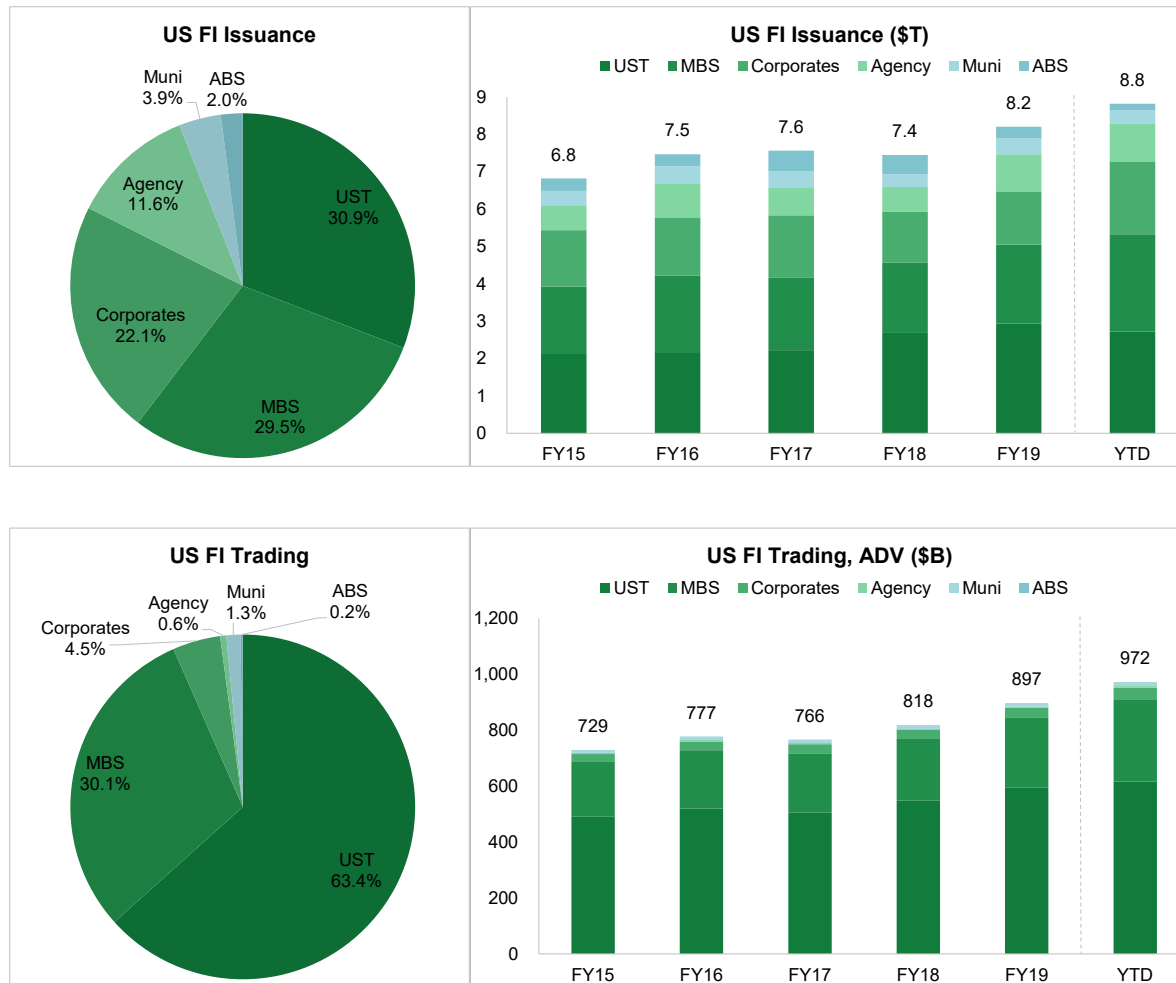 US FI Issuance
Muni
3.9%
ABS
2.0%
Agency
11.6%
UST
30.9%
Corporates
22.1%
MBS
29.5%
US FI Issuance ($T)
UST MBS Corporates Agency Muni ABS
9
8
7
6
5
4
3
2
1
0
6.8
7.5
7.6
7.4
8.2
8.8
FY15 FY16 FY17 FY18 FY19 YTD
US FI Trading
Corporates
4.5%
Agency
0.6%
Muni
1.3%
ABS
0.2%
MBS
30.1%
UST
63.4%
US FI Trading, ADV ($B)
UST MBS Corporates Agency Muni ABS
1,200
1,000
800
600
400
200
0
729
777
766
818
897
972
FY15 FY16 FY17 FY18 FY19 YTD